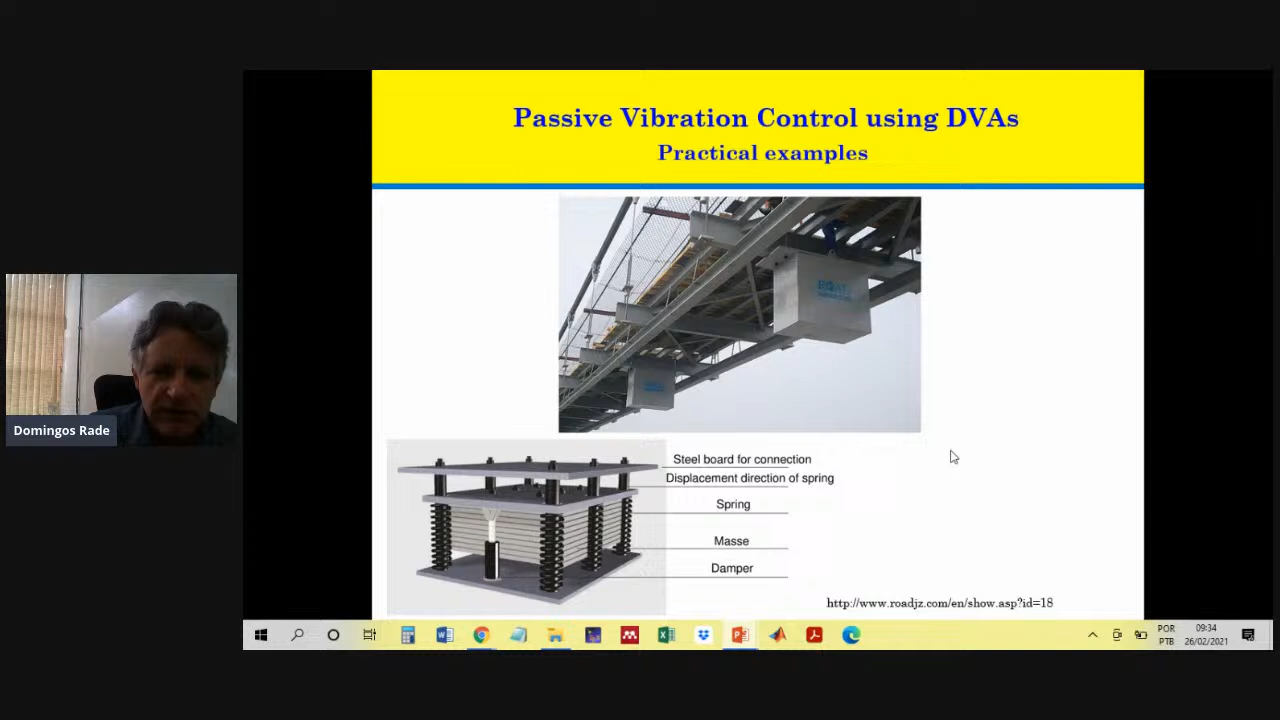 Passive Vibration Control using DVAs
Practical examples
Domingos Rade
Steel board for connection
Displacement direction of spring
Spring
Masse
Damper
http://www.roadjz.com/en/show.asp?id=18
POR
PTB
09:34
26/02/2021